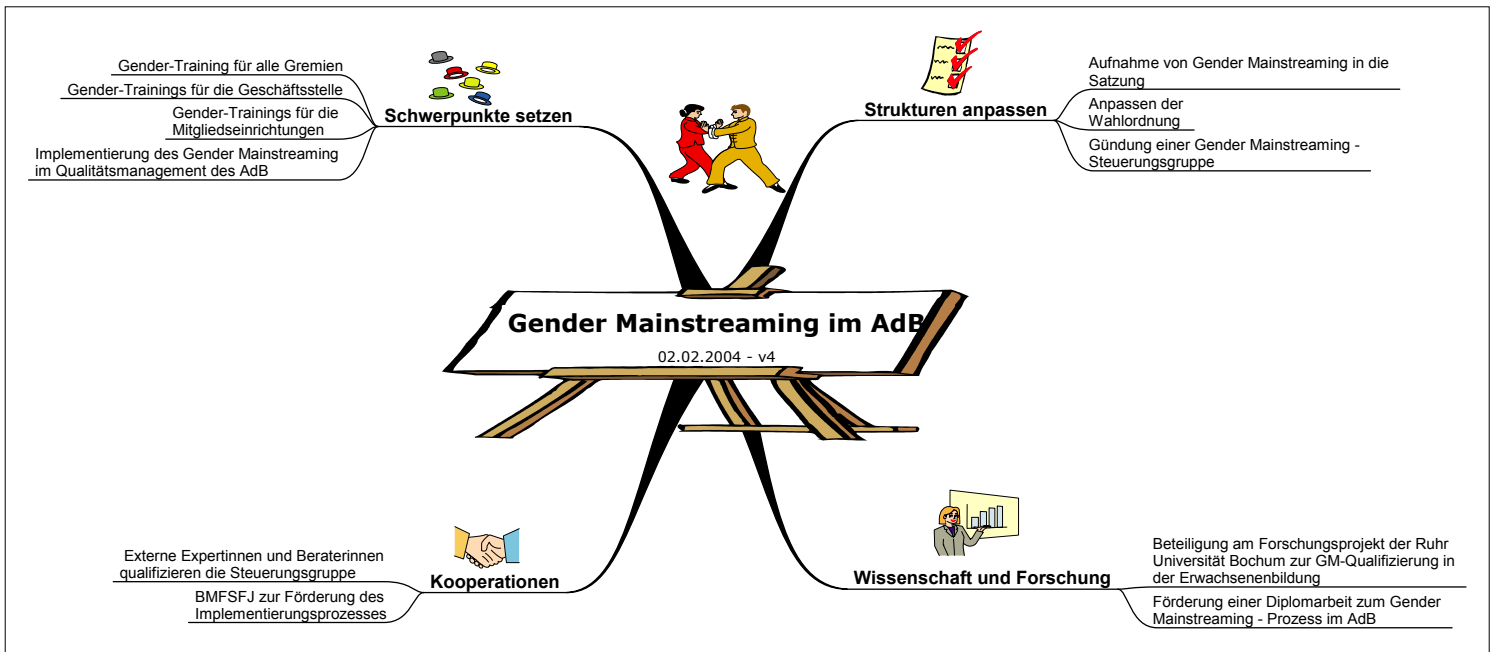 Gender Mainstreaming im AdB
02.02.2004 - v4
Schwerpunkte setzen
Gender-Training für alle Gremien
Gender-Trainings für die Geschäftsstelle
Gender-Trainings für die
Mitgliedseinrichtungen
Implementierung des Gender Mainstreaming
im Qualitätsmanagement des AdB
Strukturen anpassen
Aufnahme von Gender Mainstreaming in die
Satzung
Anpassen der
Wahlordnung
Gündung einer Gender Mainstreaming -
Steuerungsgruppe
Kooperationen
Externe Expertinnen und Beraterinnen
qualifizieren die Steuerungsgruppe
BMFSFJ zur Förderung des
Implementierungsprozesses
Wissenschaft und Forschung
Beteiligung am Forschungsprojekt der Ruhr
Universität Bochum zur GM-Qualifizierung in
der Erwachsenenbildung
Förderung einer Diplomarbeit zum Gender
Mainstreaming - Prozess im AdB